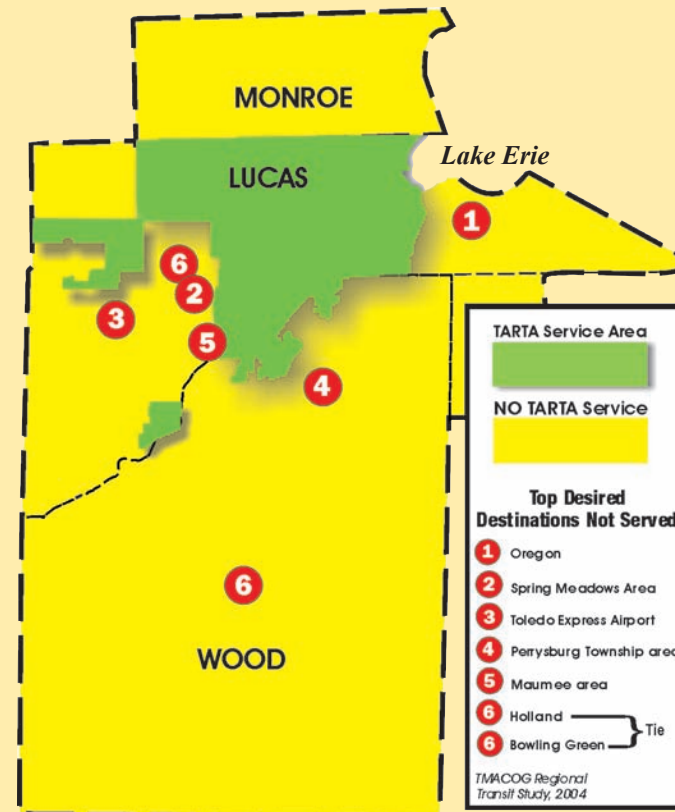 MONROE
Lake Erie
LUCAS
1
6
2
3
5
4
6
WOOD
TARTA Service Area
NO TARTA Service
Top Desired
Destinations Not Served
1 Oregon
2 Spring Meadows Area
3 Toledo Express Airport
4 Perrysburg Township area
5 Maumee area
6 Holland
Tie
6 Bowling Green
TMACOG Regional
Transit Study, 2004